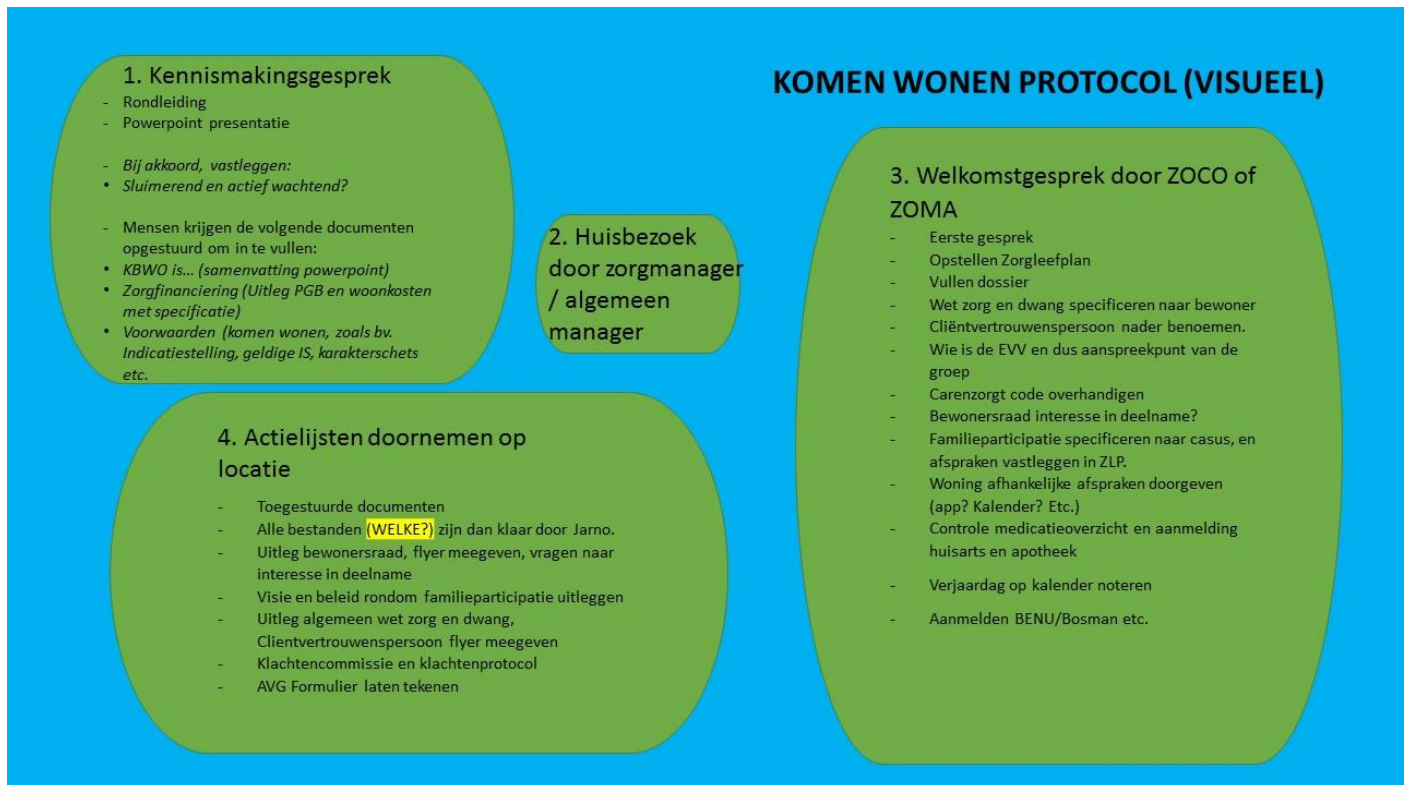 KOMEN WONEN PROTOCOL (VISUEEL)
1. Kennismakingsgesprek
- Rondleiding
- Powerpoint presentatie
- Bij akkoord, vastleggen:
• Sluimerend en actief wachtend?
- Mensen krijgen de volgende documenten
opgestuurd om in te vullen:
• KBWO is... (samenvatting powerpoint)
• Zorgfinanciering (Uitleg PGB en woonkosten
met specificatie)
• Voorwaarden (komen wonen, zoals bv.
Indicatiestelling, geldige IS, karakterschets
etc.
2. Huisbezoek
door zorgmanager
/ algemeen
manager
3. Welkomstgesprek door ZOCO of
ZOMA
- Eerste gesprek
- Opstellen Zorgleefplan
- Vullen dossier
- Wet zorg en dwang specificeren naar bewoner
- Cliëntvertrouwenspersoon nader benoemen.
- Wie is de EVV en dus aanspreekpunt van de
groep
- Carenzorgt code overhandigen
- Bewonersraad interesse in deelname?
- Familieparticipatie specificeren naar casus, en
afspraken vastleggen in ZLP.
- Woning afhankelijke afspraken doorgeven
(app? Kalender? Etc.)
- Controle medicatieoverzicht en aanmelding
huisarts en apotheek
- Verjaardag op kalender noteren
- Aanmelden BENU/Bosman etc.
4. Actielijsten doornemen op
locatie
- Toegestuurde documenten
- Alle bestanden (WELKE?) zijn dan klaar door Jarno.
- Uitleg bewonersraad, flyer meegeven, vragen naar
interesse in deelname
- Visie en beleid rondom familieparticipatie uitleggen
- Uitleg algemeen wet zorg en dwang,
Clientvertrouwenspersoon flyer meegeven
- Klachtencommissie en klachtenprotocol
- AVG Formulier laten tekenen